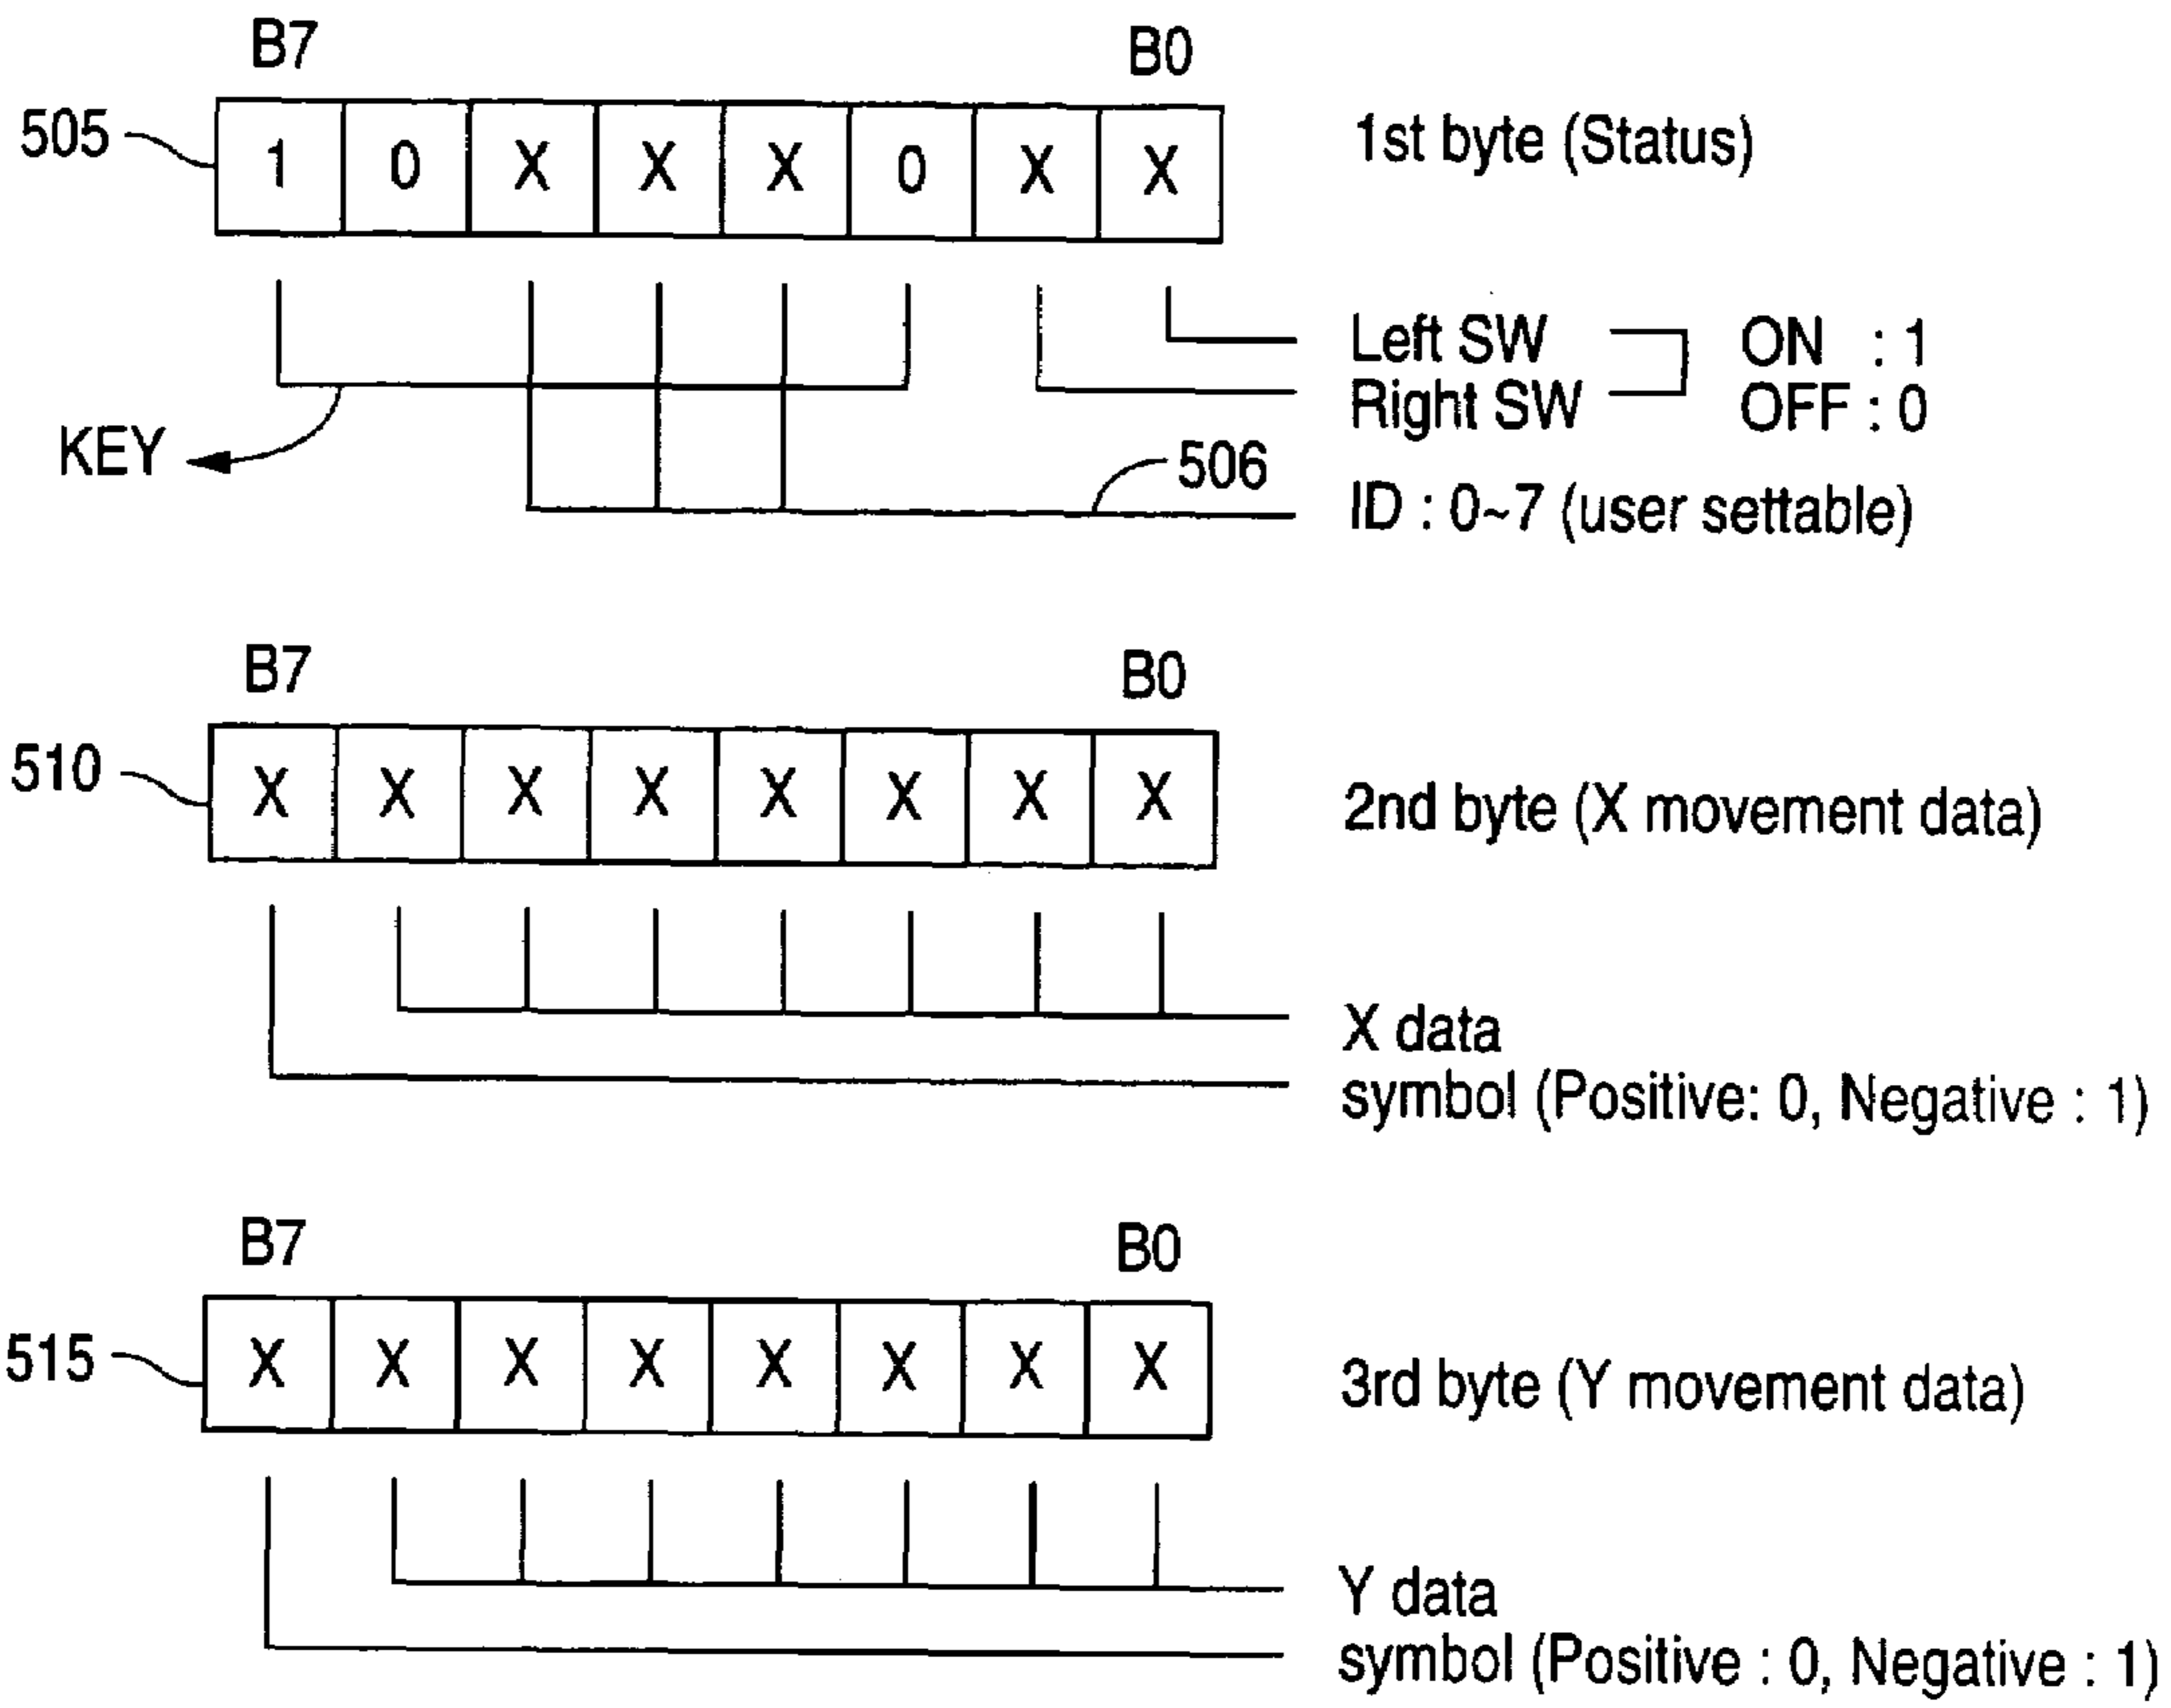 B7 B0
505 1 0 X X X 0 X X 1st byte (Status)
Left SW ON : 1
Right SW OFF : 0
KEY
506
ID : 0~7 (user settable)
B7 B0
510 X X X X X X X X 2nd byte (X movement data)
X data
symbol (Positive: 0, Negative : 1)
B7 B0
515 X X X X X X X X 3rd byte (Y movement data)
Y data
symbol (Positive : 0, Negative : 1)